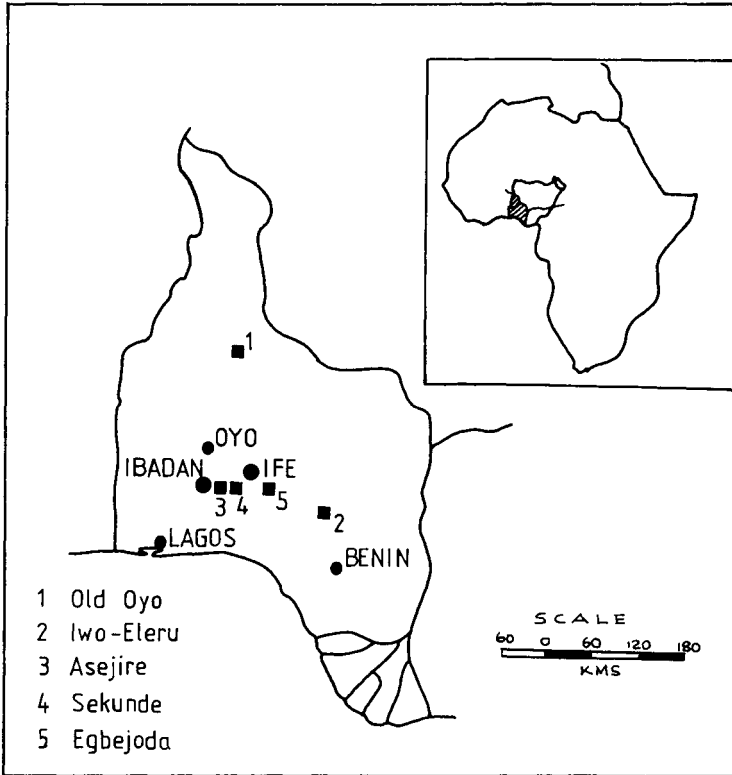 1
OYO
IBADAN IFE
3 4 5
2
LAGOS
BENIN
1 Old Oyo
2 Iwo-Eleru
3 Asejire
4 Sekunde
5 Egbejoda
SCALE
60 0 60 120 180
KMS